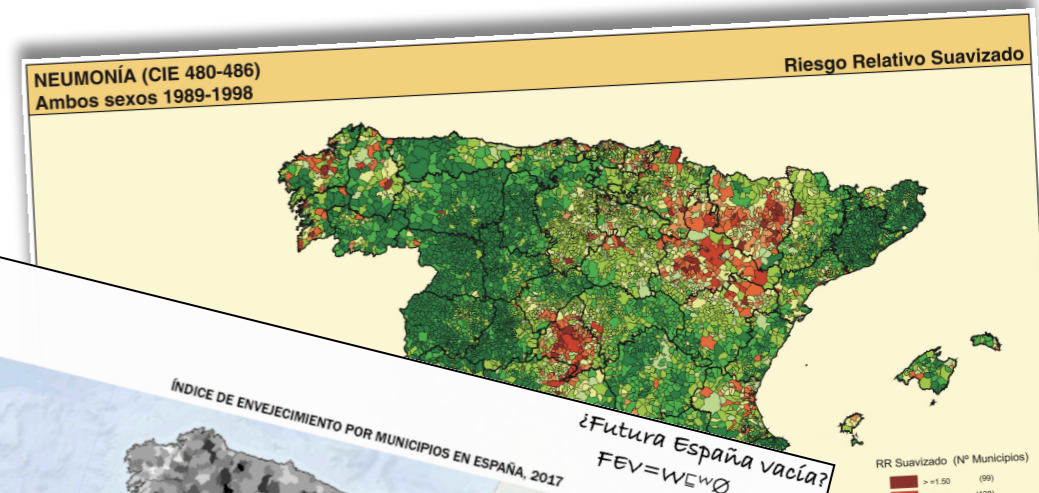 NEUMONÍA (CIE 480-486)
Ambos sexos 1989-1998
Riesgo Relativo Suavizado
RR Suavizado (Nº Municipios)
> =1.50 (99)
ÍNDICE DE ENVEJECIMIENTO POR MUNICIPIOS EN ESPAÑA, 2017
¿Futura España vacía?